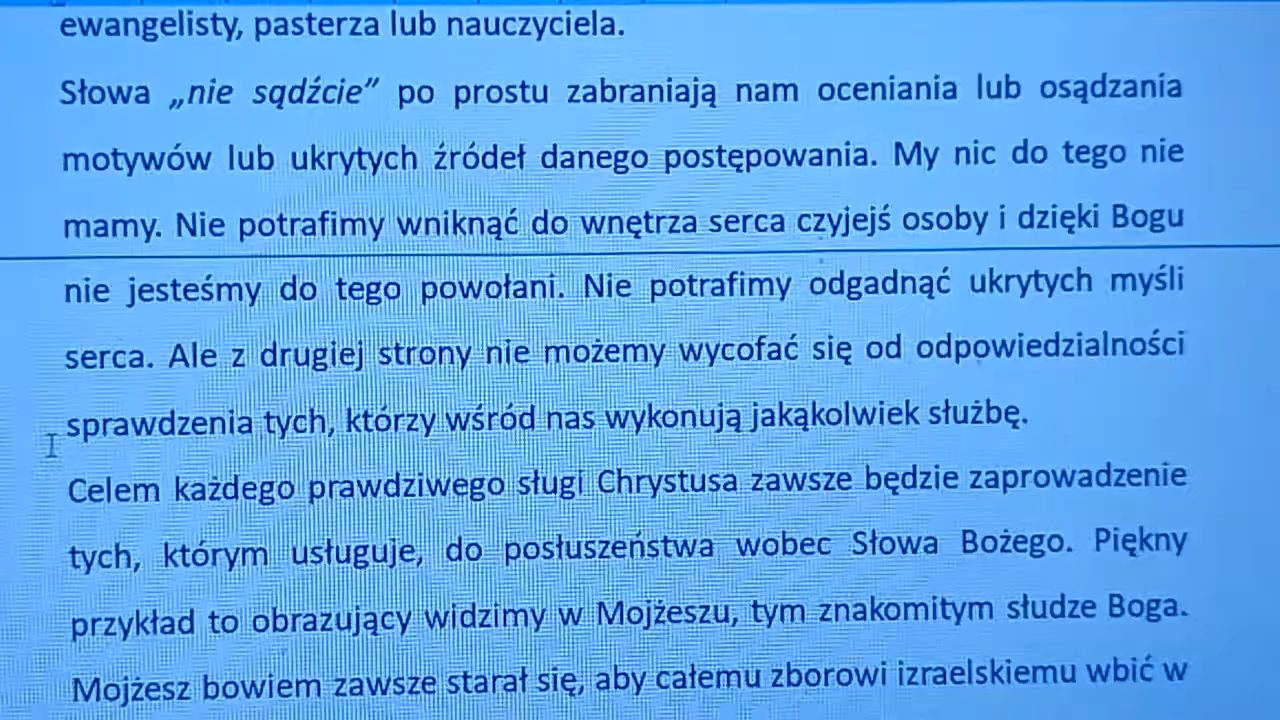 ewangelisty, pasterza lub nauczyciela.
Słowa „nie sądźcie” po prostu zabraniają nam oceniania lub osądzania
motywów lub ukrytych źródeł danego postępowania. My nic do tego nie
mamy. Nie potrafimy wniknąć do wnętrza serca czyjejś osoby i dzięki Bogu
nie jesteśmy do tego powołani. Nie potrafimy odgadnąć ukrytych myśli
serca. Ale z drugiej strony nie możemy wycofać się od odpowiedzialności
sprawdzenia tych, którzy wśród nas wykonują jakąkolwiek służbę.
Celem każdego prawdziwego sługi Chrystusa zawsze będzie zaprowadzenie
tych, którym usługuje, do posłuszeństwa wobec Słowa Bożego. Piękny
przykład to obrazujący widzimy w Mojżeszu, tym znakomitym słudze Boga.
Mojżesz bowiem zawsze starał się, aby całemu zborowi izraelskiemu wbić w